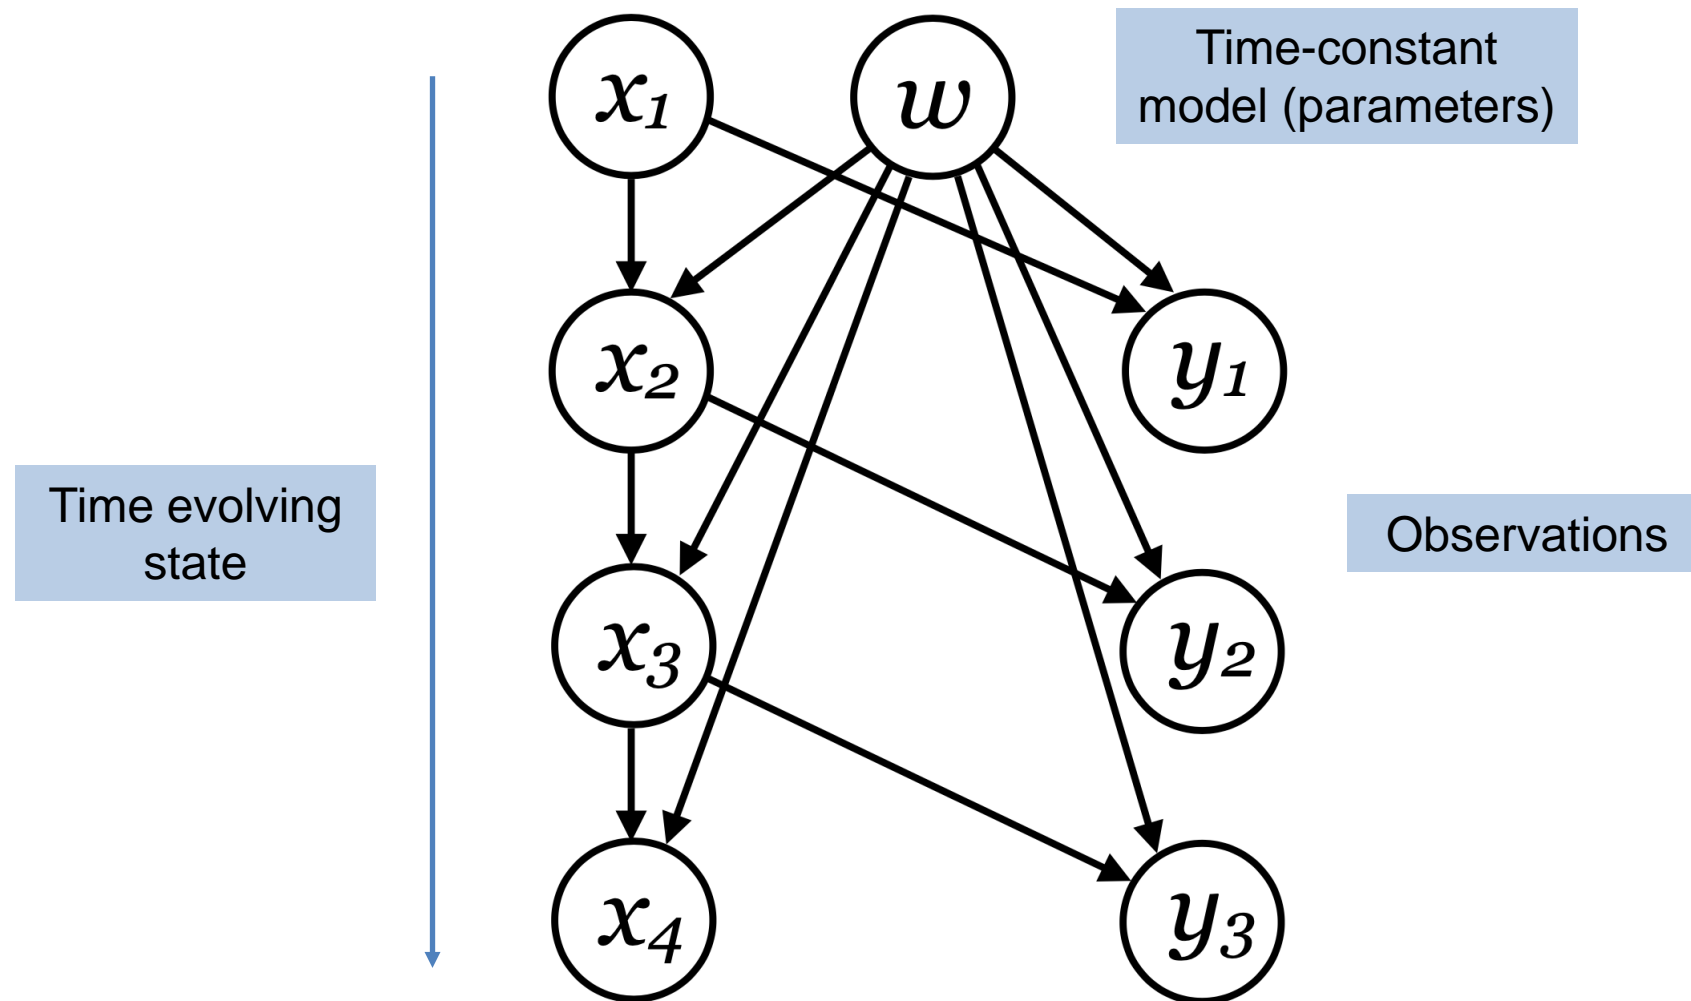 x1
w
Time-constant
model (parameters)
x2
y1
Time evolving
state
Observations
x3
y2
x4
y3